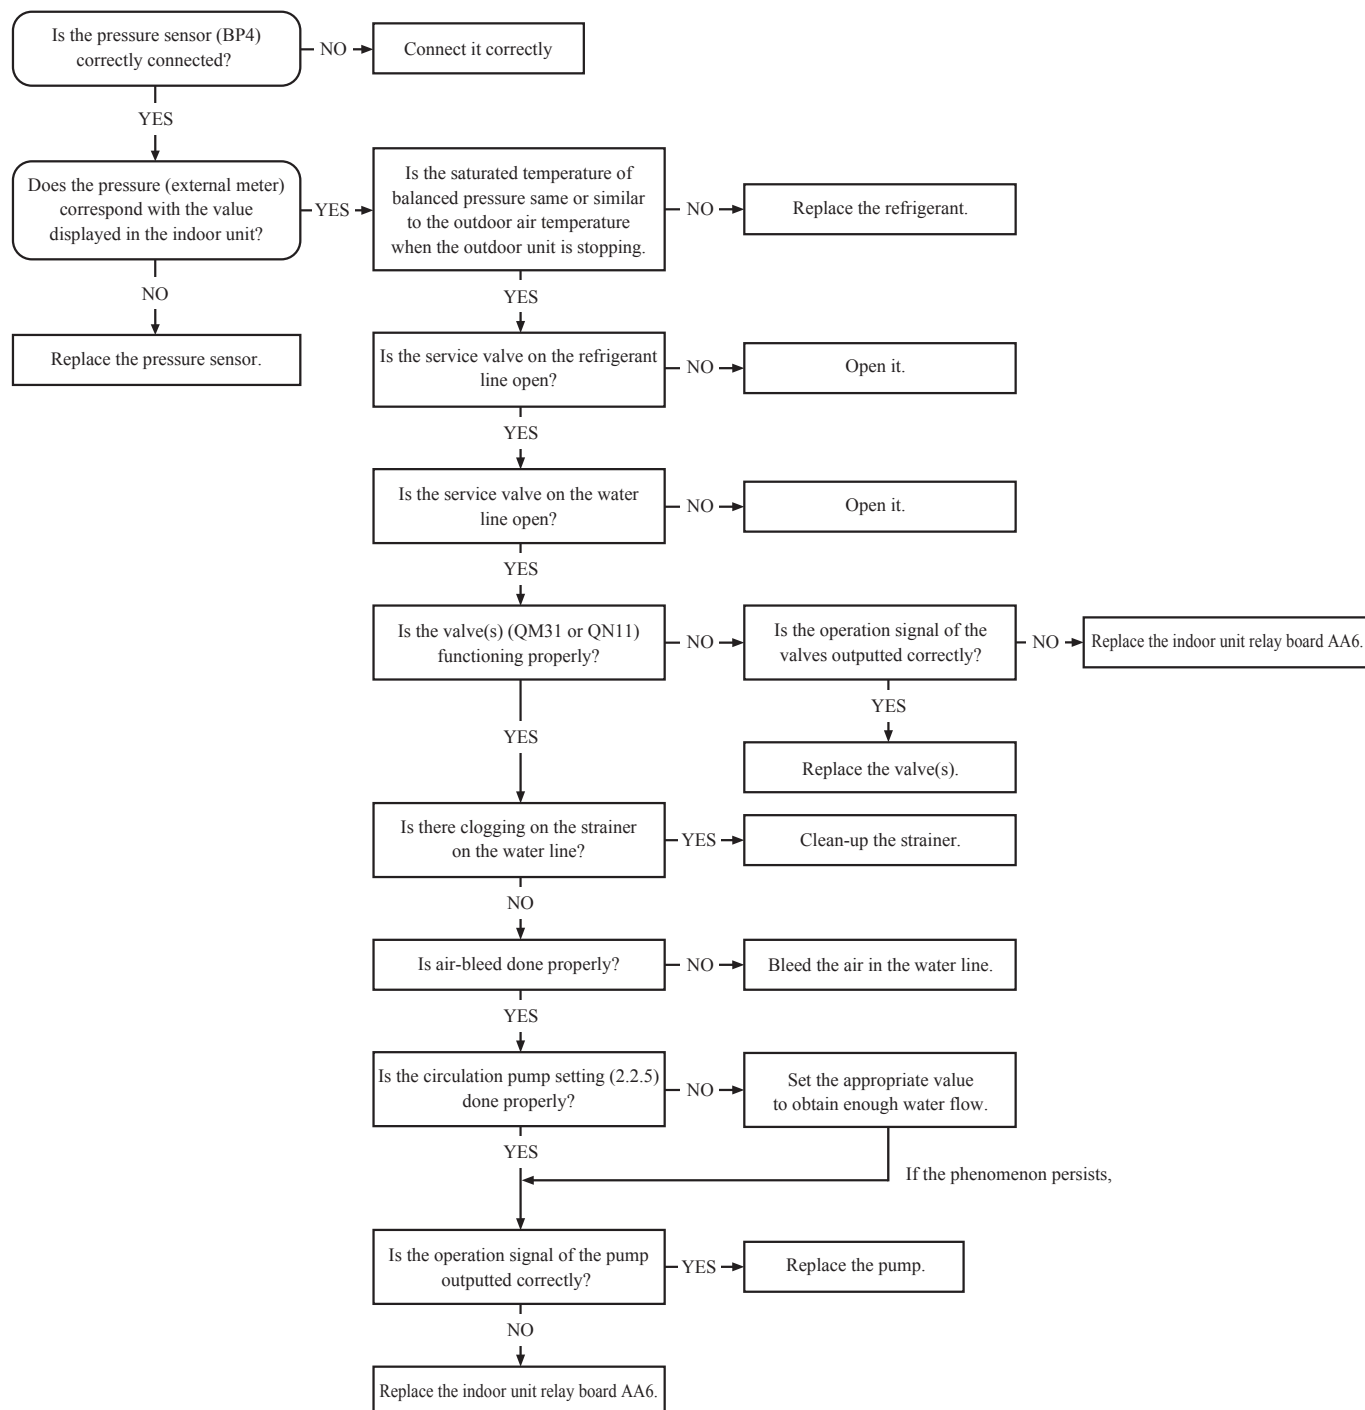 Is the pressure sensor (BP4)
correctly connected?
NO
Connect it correctly
YES
Does the pressure (external meter)
correspond with the value
displayed in the indoor unit?
YES
Is the saturated temperature of
balanced pressure same or similar
to the outdoor air temperature
when the outdoor unit is stopping.
NO
Replace the refrigerant.
NO
YES
Replace the pressure sensor.
Is the service valve on the refrigerant
line open?
NO
Open it.
YES
Is the service valve on the water
line open?
NO
Open it.
YES
Is the valve(s) (QM31 or QN11)
functioning properly?
NO
Is the operation signal of the
valves outputted correctly?
NO
Replace the indoor unit relay board AA6.
YES
YES
Replace the valve(s).
Is there clogging on the strainer
on the water line?
YES
Clean-up the strainer.
NO
Is air-bleed done properly?
NO
Bleed the air in the water line.
YES
Is the circulation pump setting (2.2.5)
done properly?
NO
Set the appropriate value
to obtain enough water flow.
YES
If the phenomenon persists,
Is the operation signal of the pump
outputted correctly?
YES
Replace the pump.
NO
Replace the indoor unit relay board AA6.